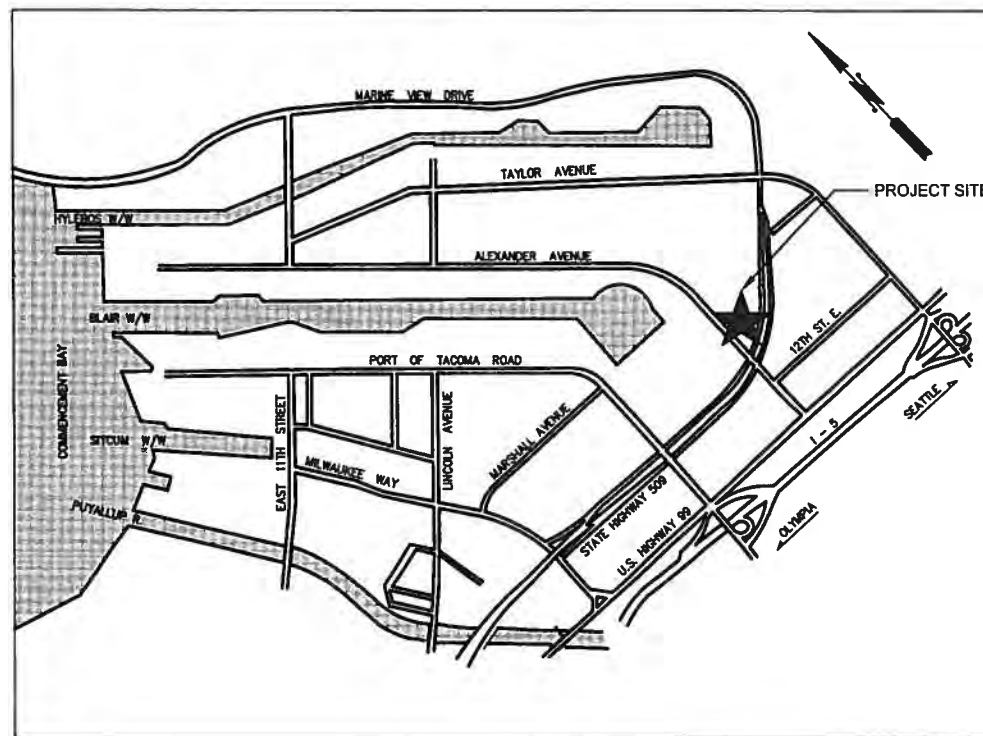 MARINE VIEW DRIVE
TAYLOR AVENUE
PROJECT SITE
HYLEBOS W/W
ALEXANDER AVENUE
BLAIR W/W
12TH ST. E.
PORT OF TACOMA ROAD
COMMENCEMENT BAY
I - 5
SEATTLE
SITCUM W/W
EAST 11TH STREET
LINCOLN AVENUE
MARSHALL AVENUE
MILWAUKEE WAY
STATE HIGHWAY 509
U.S. HIGHWAY 99
OLYMPIA
PUYALLUP R.